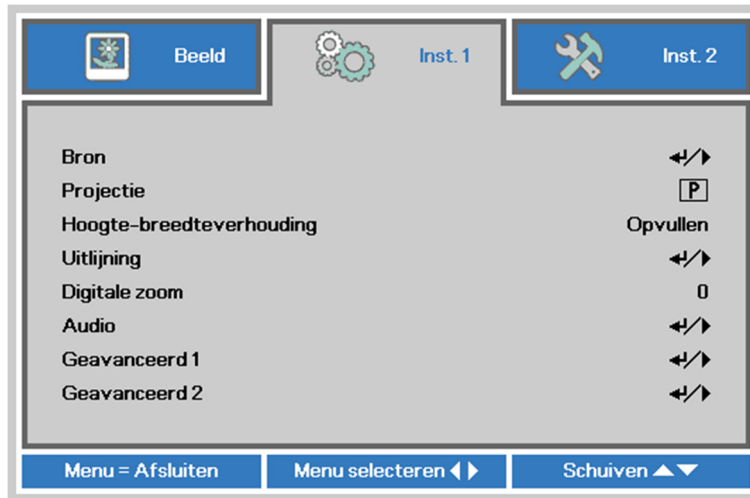 Beeld Inst. 1 Inst. 2
Bron
Projectie P
Hoogte-breedteverhouding Opvullen
Uitlijning
Digitale zoom 0
Audio
Geavanceerd 1
Geavanceerd 2
Menu = Afsluiten Menu selecteren Schuiven